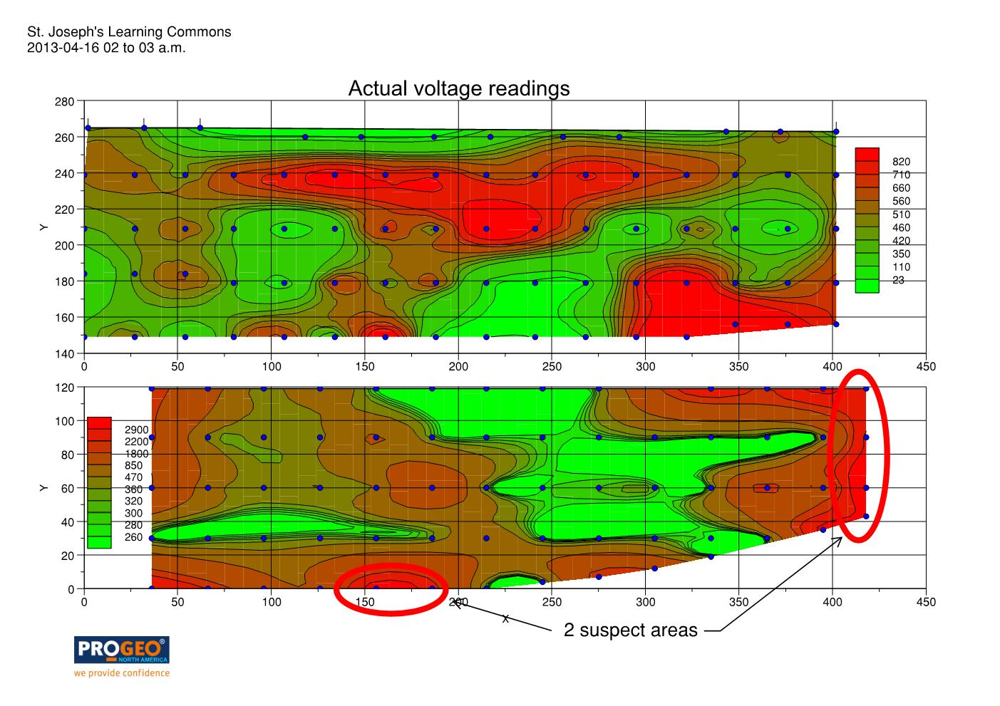 St. Joseph's Learning Commons
2013-04-16 02 to 03 a.m.
Actual voltage readings
280
260
240
220
200
180
160
140
Y
0 50 100 150 200 250 300 350 400 450
820
710
660
560
510
460
420
350
110
23
120
100
80
60
40
20
0
Y
2900
2200
1800
850
470
360
320
300
280
260
0 50 100 150 200 250 300 350 400 450
X
2 suspect areas
PROGEO®
NORTH AMERICA
we provide confidence